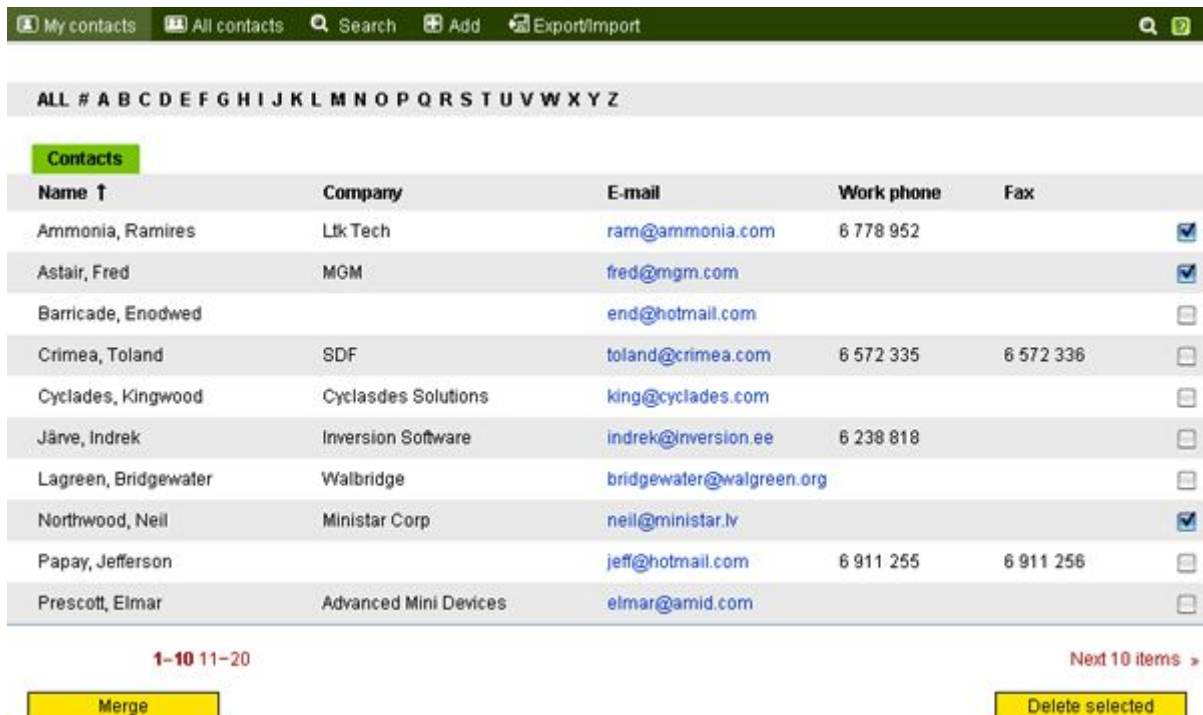 My contacts All contacts Search Add Export/Import ?
ALL # A B C D E F G H I J K L M N O P Q R S T U V W X Y Z
Contacts
Name ↑ Company E-mail Work phone Fax
Ammonia, Ramires Ltk Tech ram@ammonia.com 6 778 952
Astair, Fred MGM fred@mgm.com
Barricade, Enodwed end@hotmail.com
Crimea, Toland SDF toland@crimea.com 6 572 335 6 572 336
Cyclades, Kingwood Cyclasdes Solutions king@cyclades.com
Järve, Indrek Inversion Software indrek@inversion.ee 6 238 818
Lagreen, Bridgewater Walbridge bridgewater@walgreen.org
Northwood, Neil Ministar Corp neil@ministar.lv
Papay, Jefferson jeff@hotmail.com 6 911 255 6 911 256
Prescott, Elmar Advanced Mini Devices elmar@amid.com
1–10 11–20 Next 10 items »
Merge Delete selected